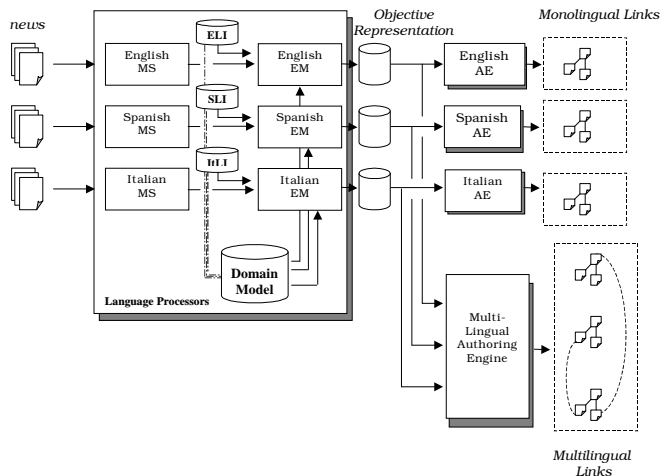 news
Objective
Representation
Monolingual Links
ELI
English
MS
English
EM
English
AE
SLI
Spanish
MS
Spanish
EM
Spanish
AE
ItLI
Italian
MS
Italian
EM
Italian
AE
Domain
Model
Language Processors
Multi-
Lingual
Authoring
Engine
Multilingual
Links